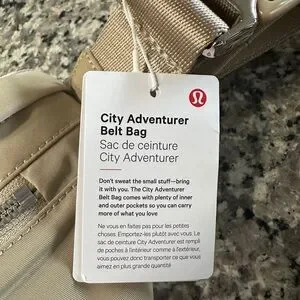 City Adventurer
Belt Bag
Sac de ceinture
City Adventurer
Don't sweat the small stuff—bring
it with you. The City Adventurer
Belt Bag comes with plenty of inner
and outer pockets so you can carry
more of what you love
Ne vous en faites pas pour les petites
choses. Emportez-les plutôt avec vous. Le
sac de ceinture City Adventurer est rempli
de poches à l'intérieur comme à l'extérieur,
vous pouvez donc transporter ce que vous
aimez en plus grande quantité